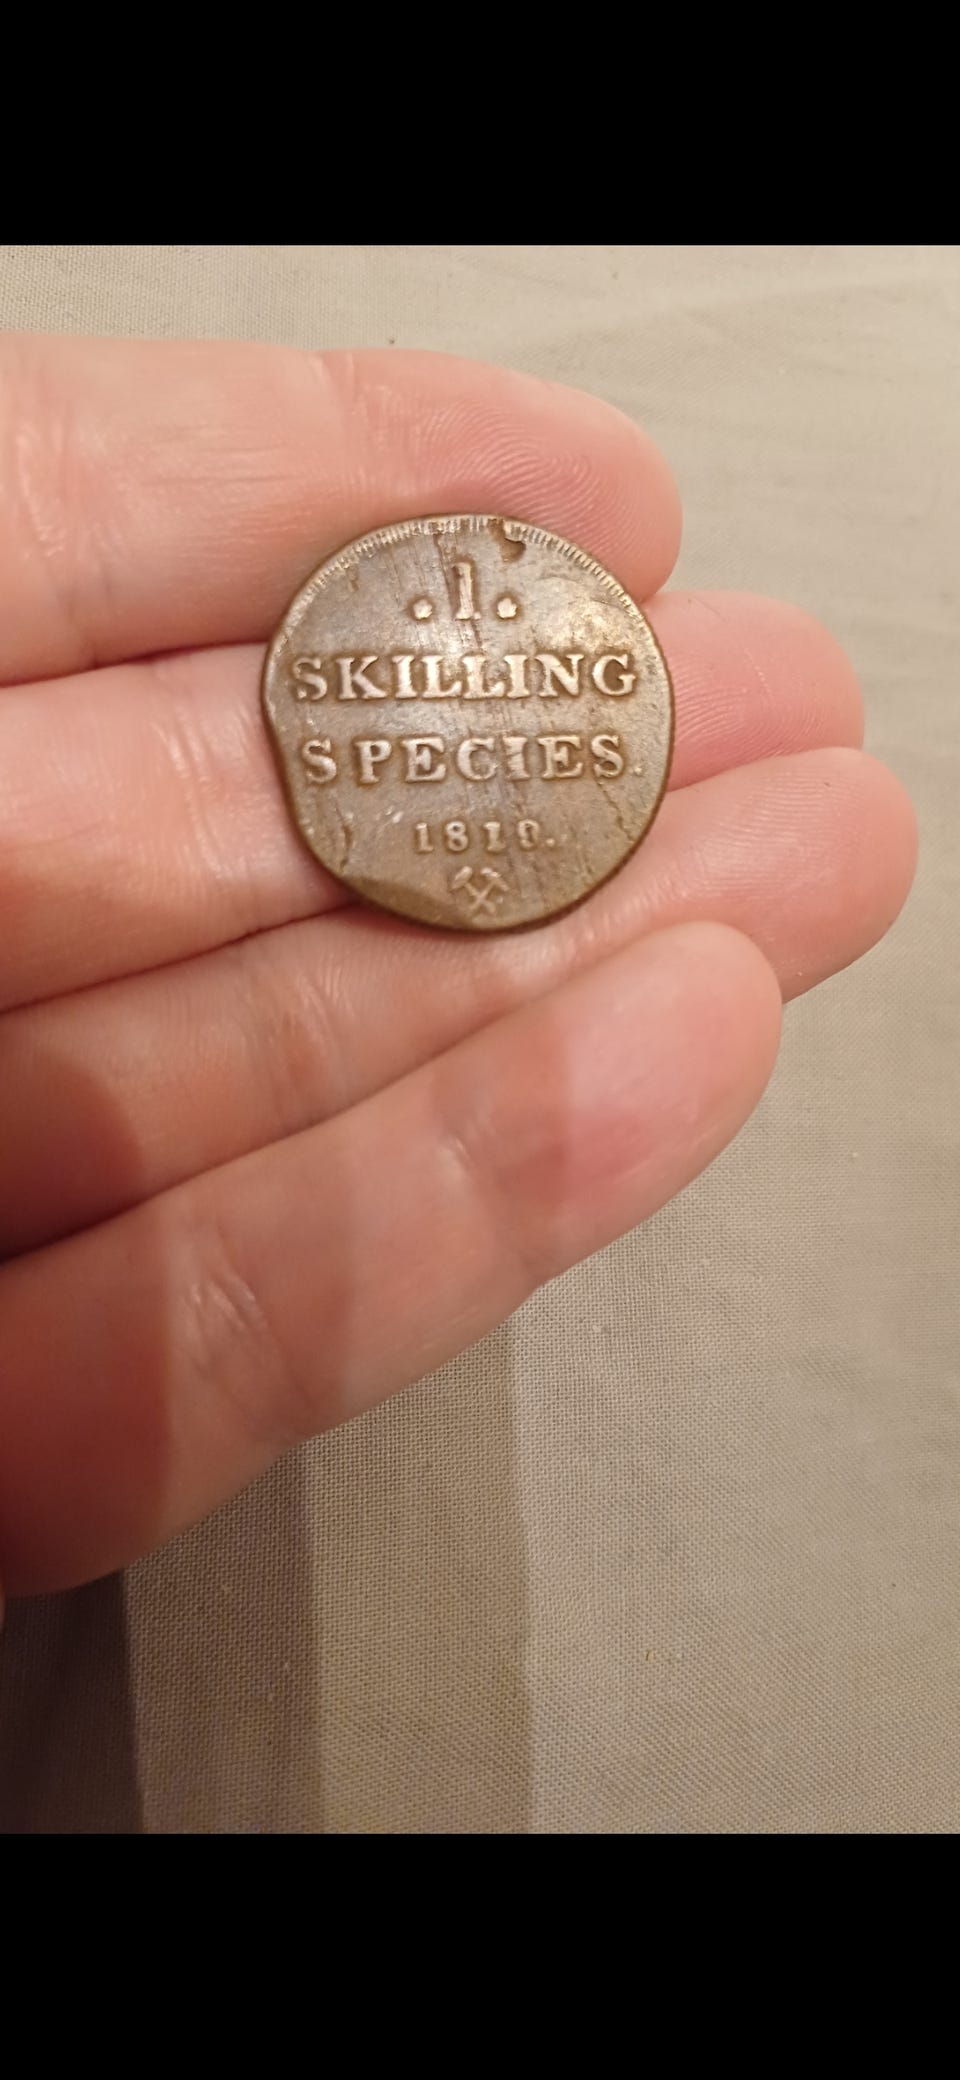 .1.
SKILLING
SPECIES.
1819.